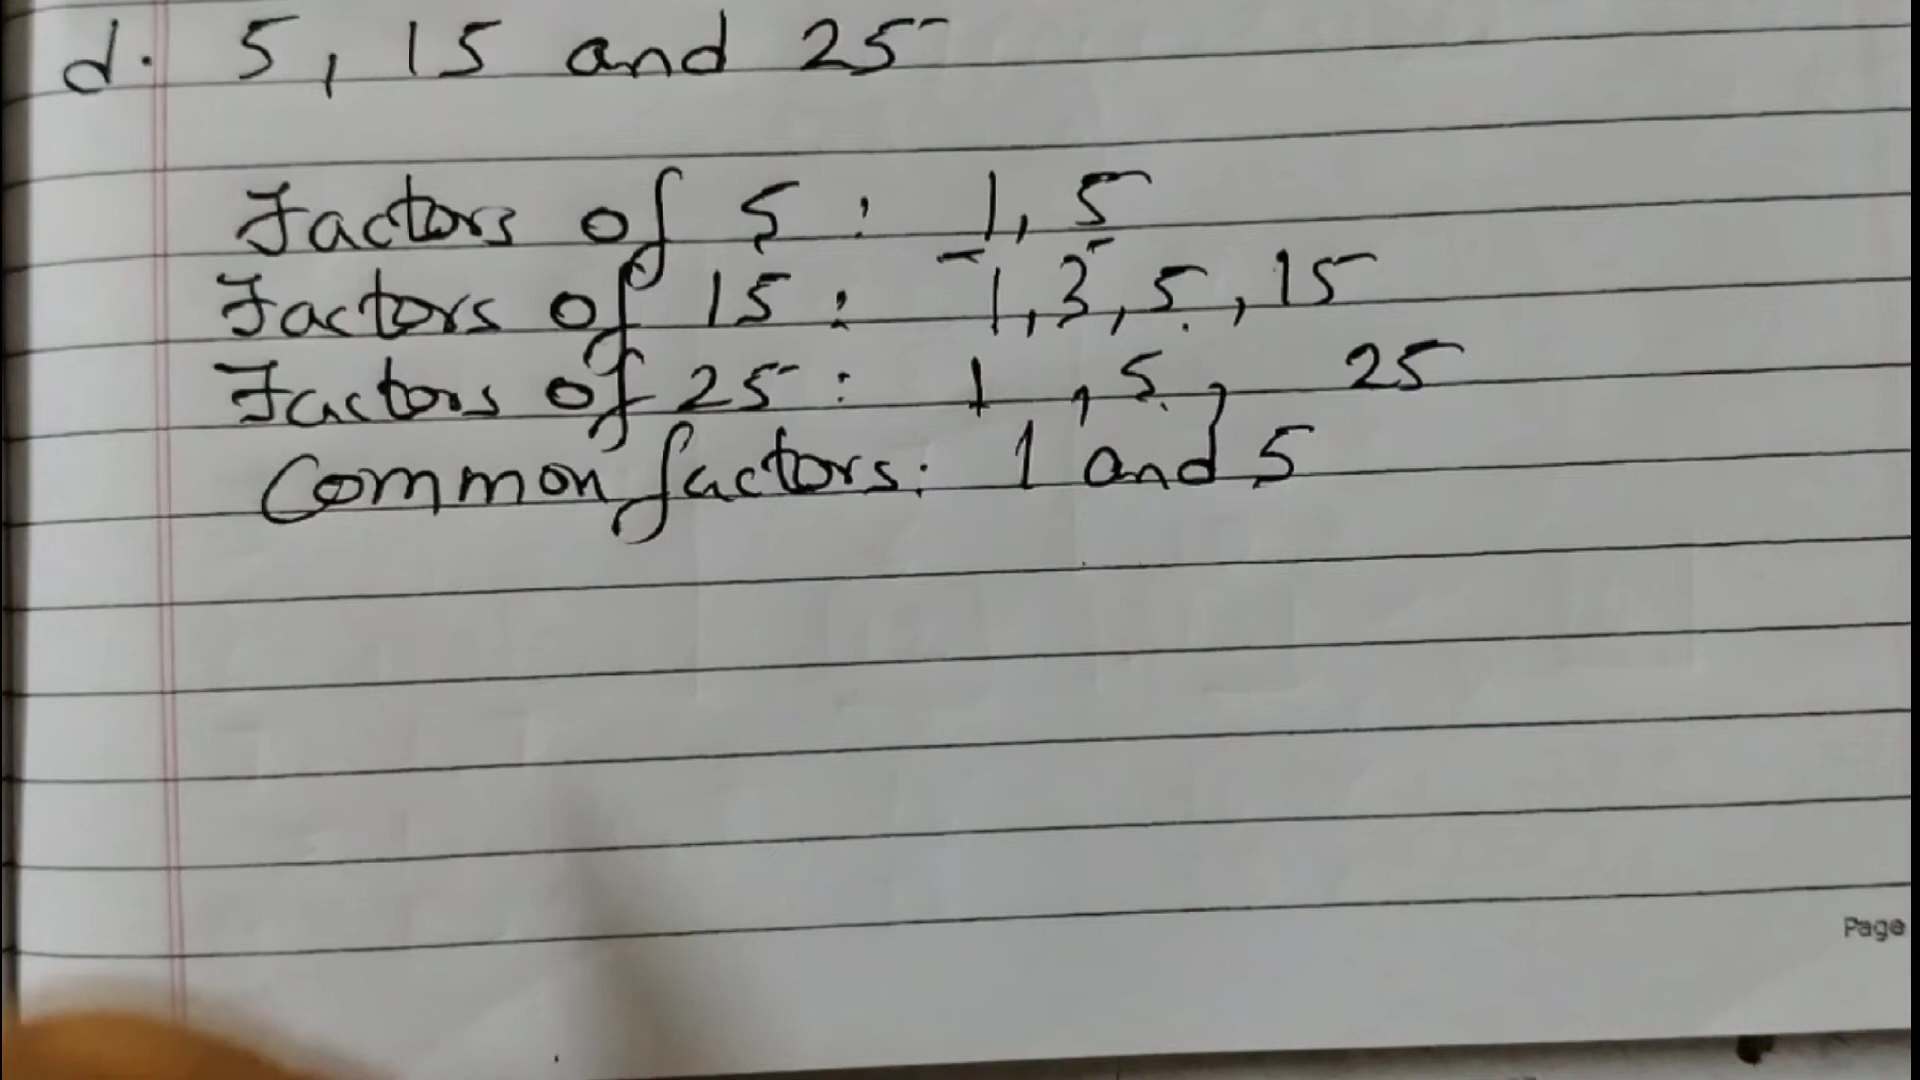 d. 5, 15 and 25
Factors of 5 : 1, 5
Factors of 15 : 1, 3, 5, 15
Factors of 25 : 1, 5, 25
Common factors: 1 and 5
Page